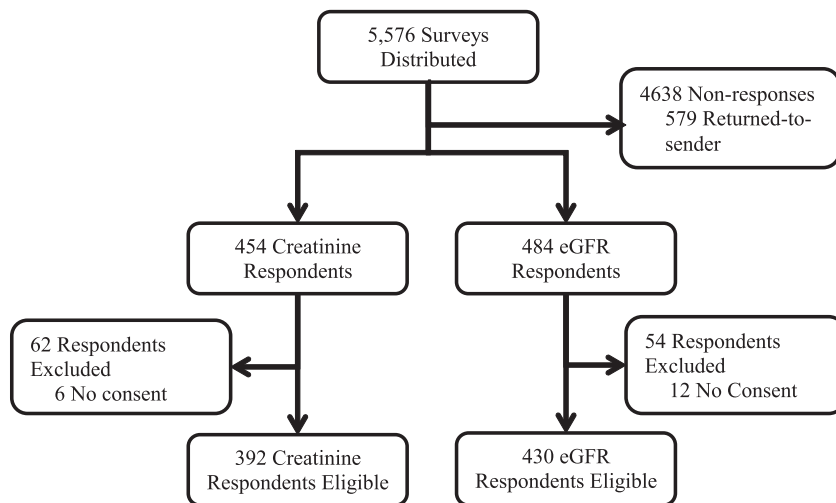 5,576 Surveys
Distributed
4638 Non-responses
579 Returned-to-
sender
454 Creatinine
Respondents
484 eGFR
Respondents
62 Respondents
Excluded
6 No consent
54 Respondents
Excluded
12 No Consent
392 Creatinine
Respondents Eligible
430 eGFR
Respondents Eligible